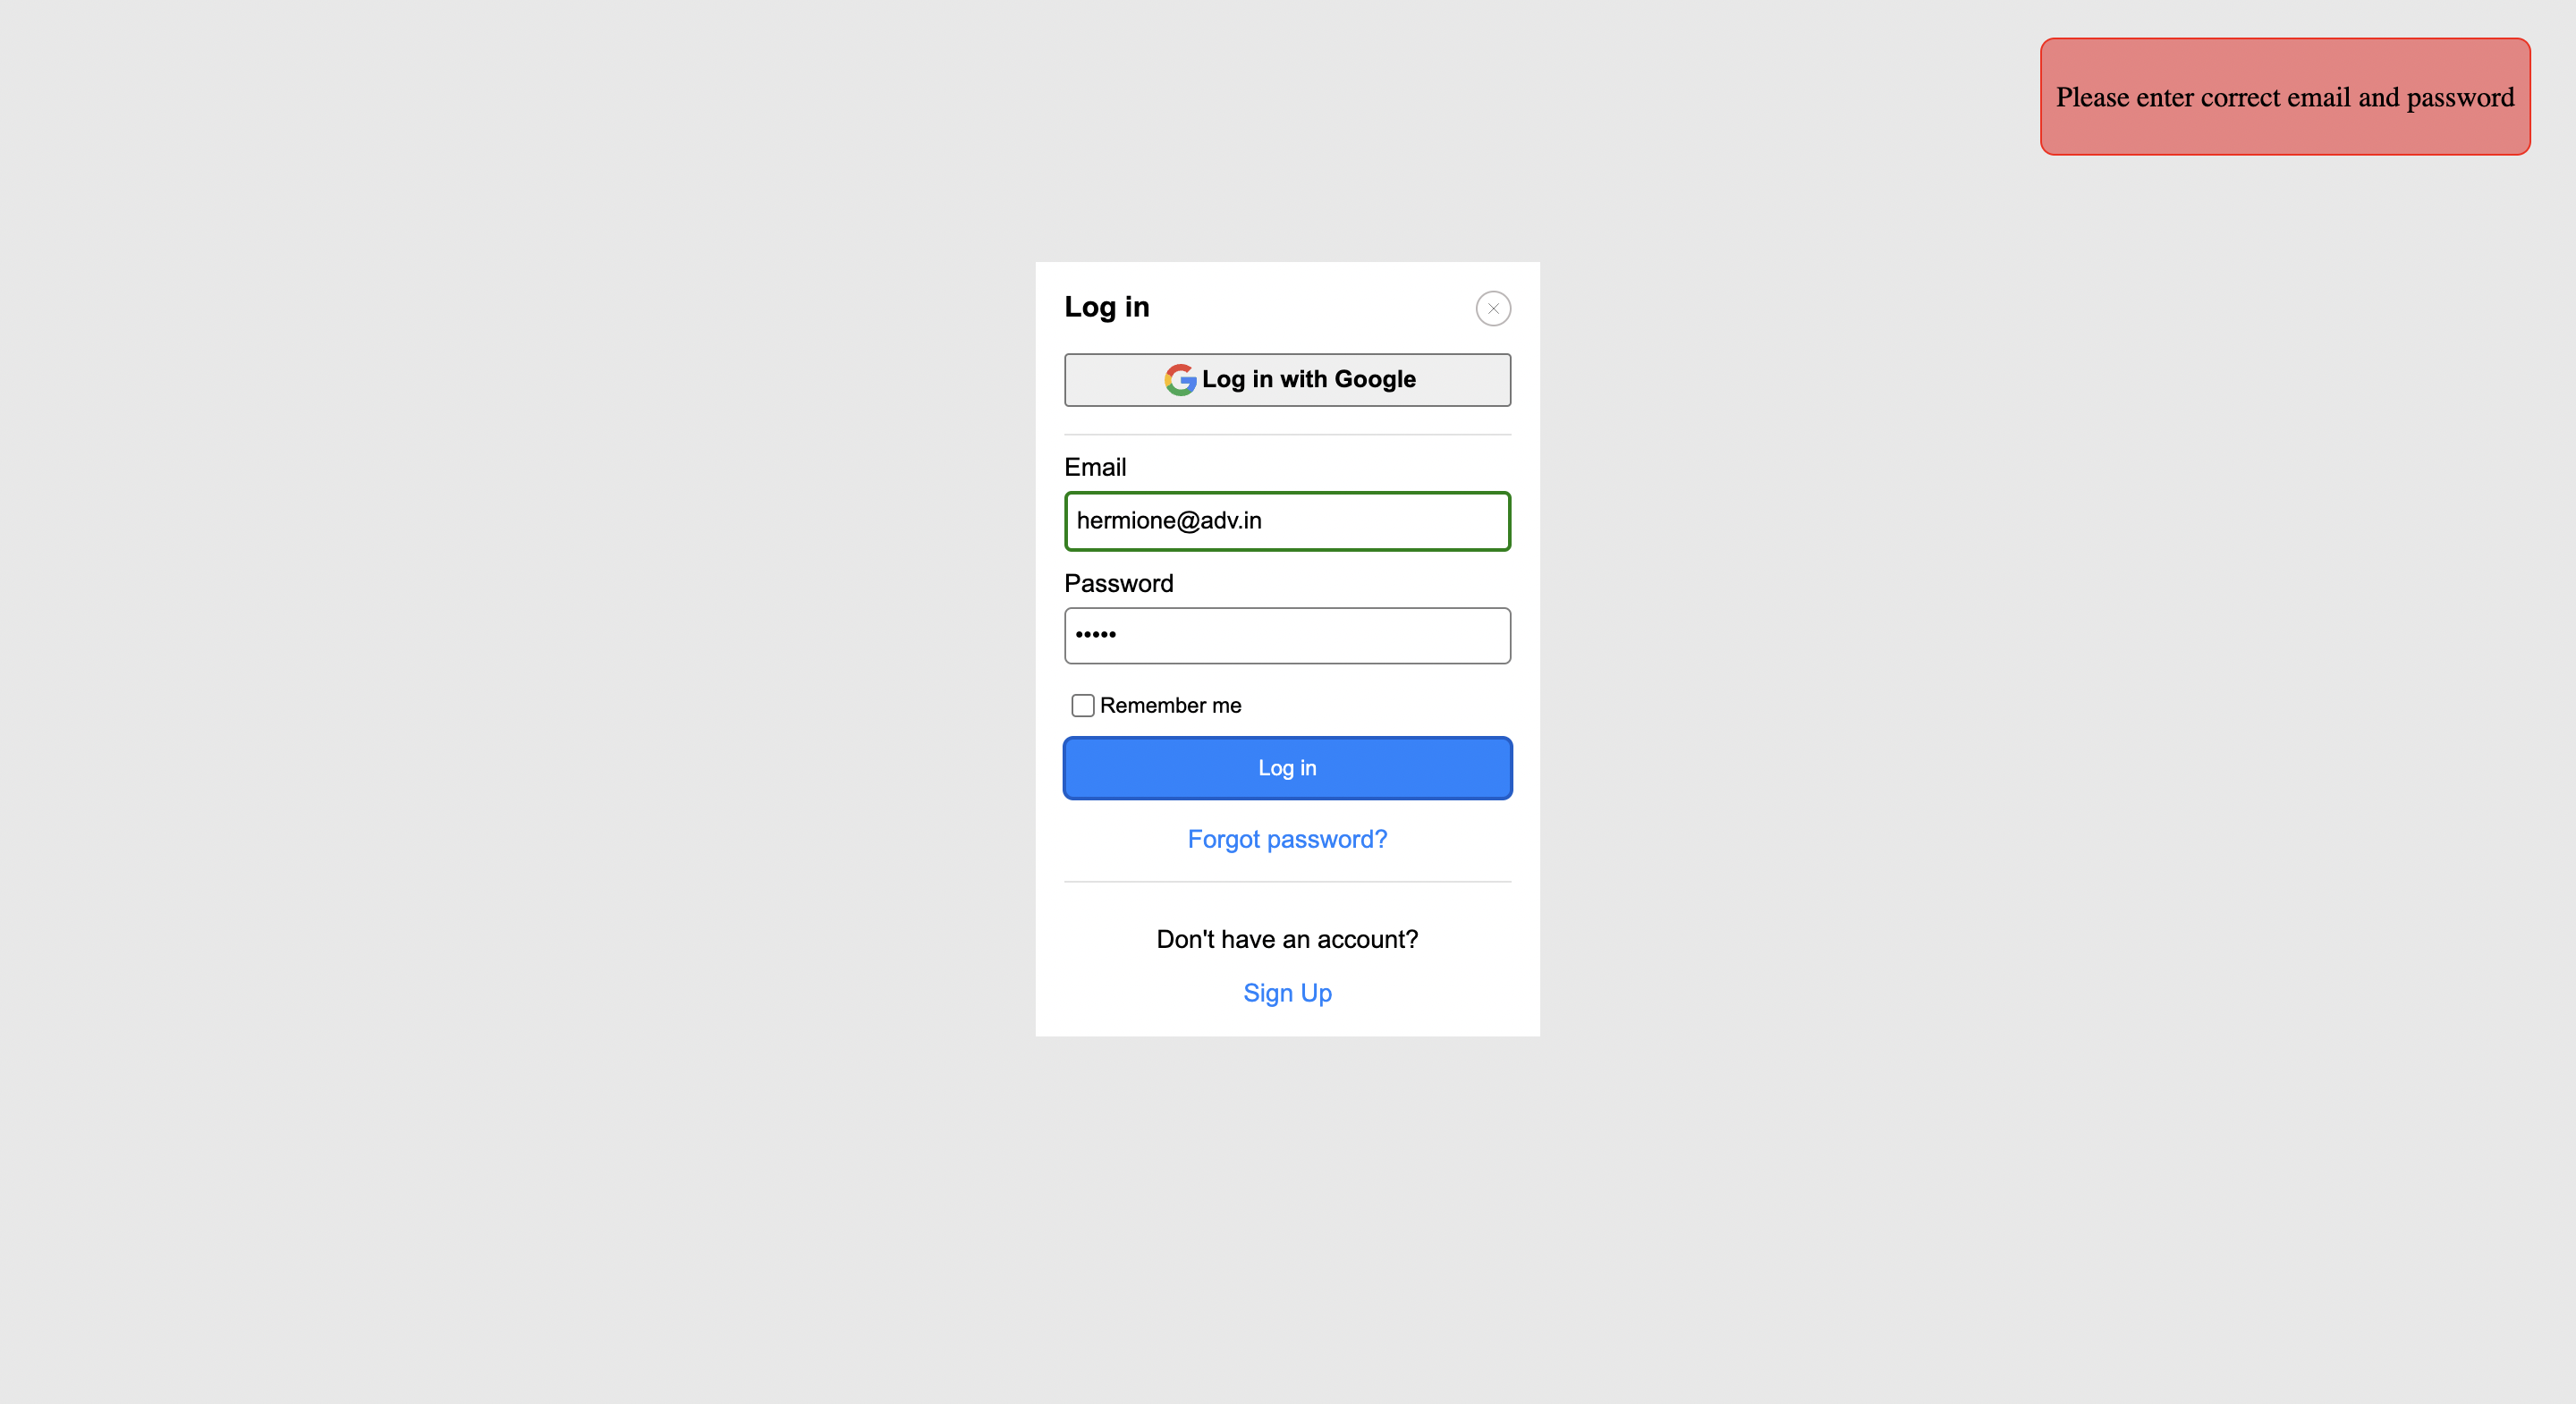 Please enter correct email and password
Log in
Log in with Google
Email
hermione@adv.in
Password
•••••
Remember me
Log in
Forgot password?
Don't have an account?
Sign Up